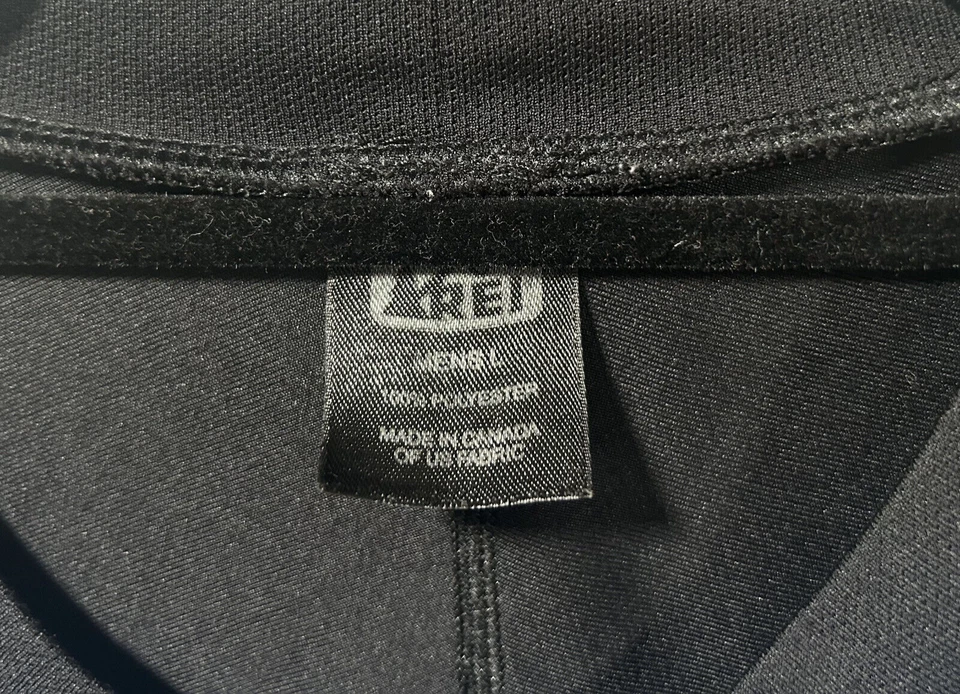 REI
MENS L
100% POLYESTER
MADE IN CANADA
OF US FABRIC